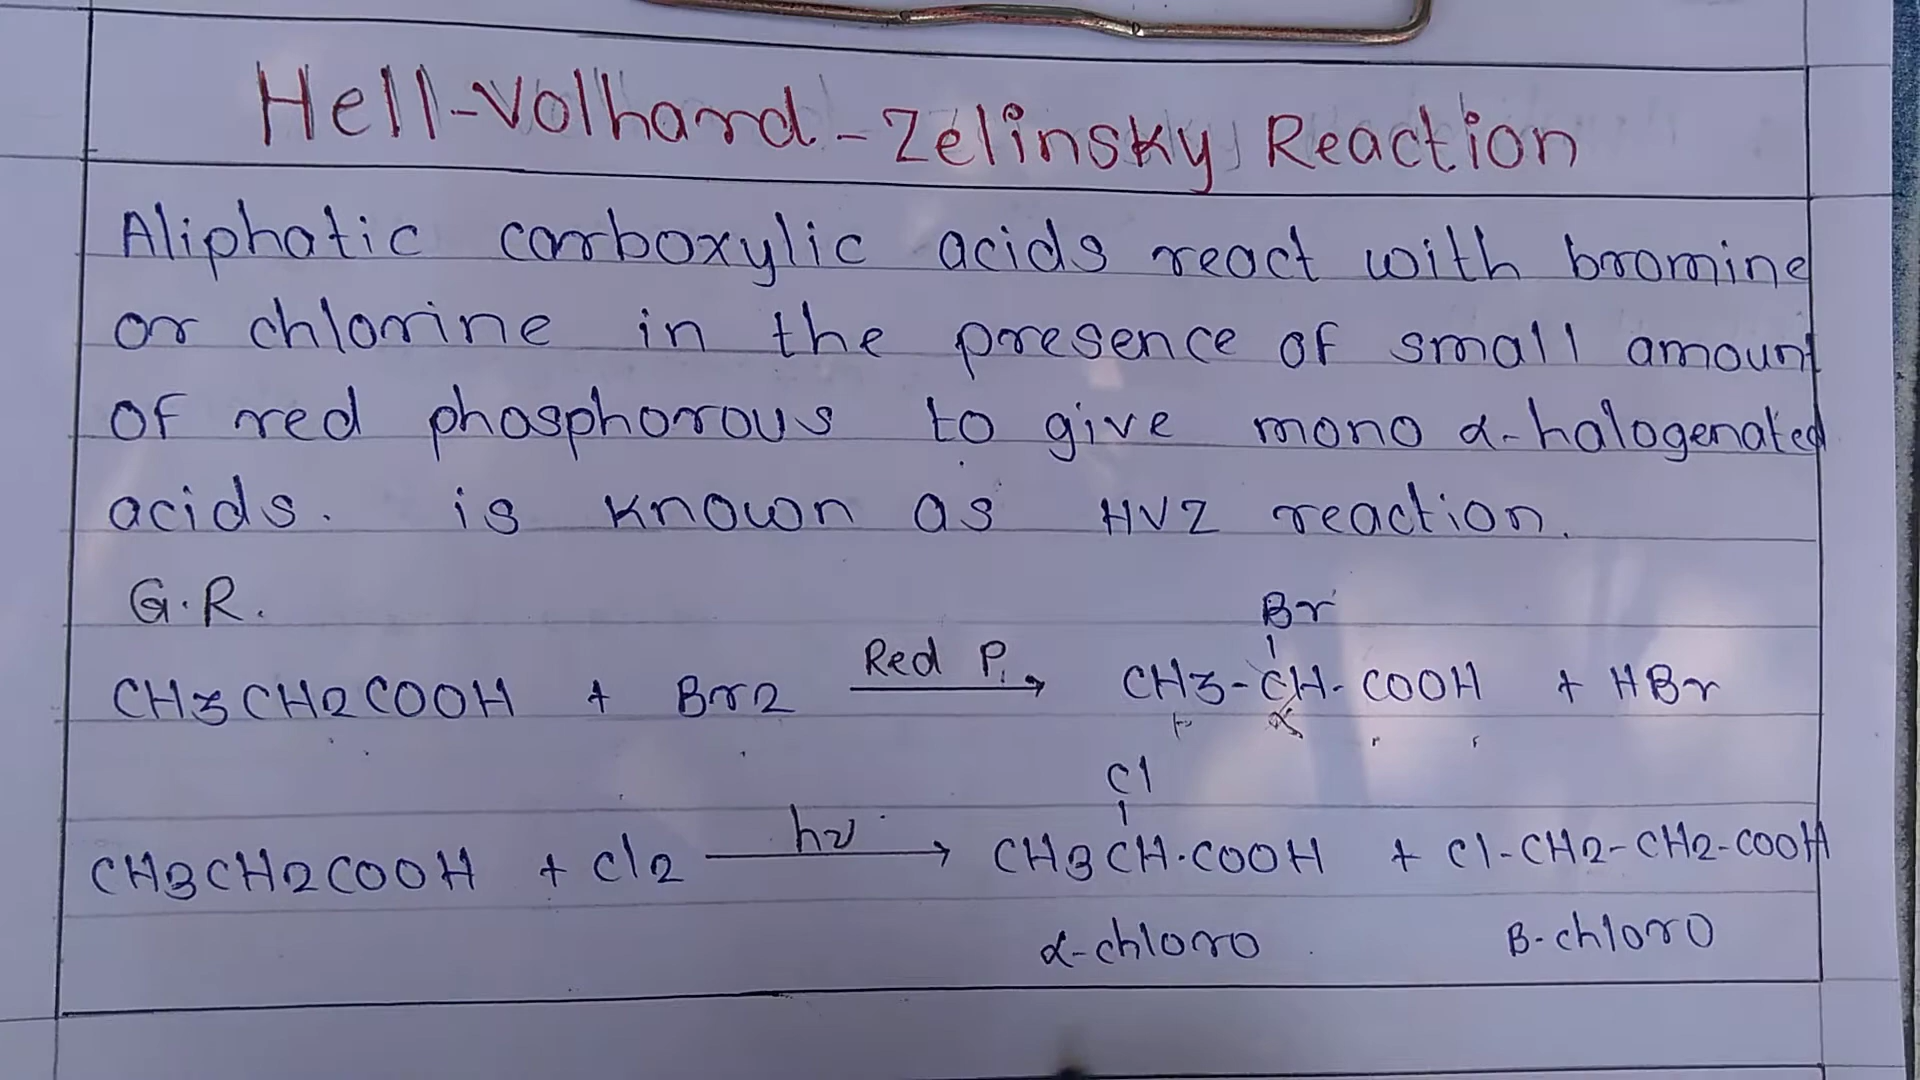 Hell-Volhard-Zelinsky Reaction
Aliphatic carboxylic acids react with bromine
or chlorine in the presence of small amount
of red phosphorous to give mono α-halogenated
acids. is known as HVZ reaction.
G.R.
Br
CH3CH2COOH + Br2 Red P. CH3-CH-COOH + HBr
α
Cl
CH3CH2COOH + Cl2 hν CH3CH.COOH + Cl-CH2-CH2-COOH
α-chloro β-chloro